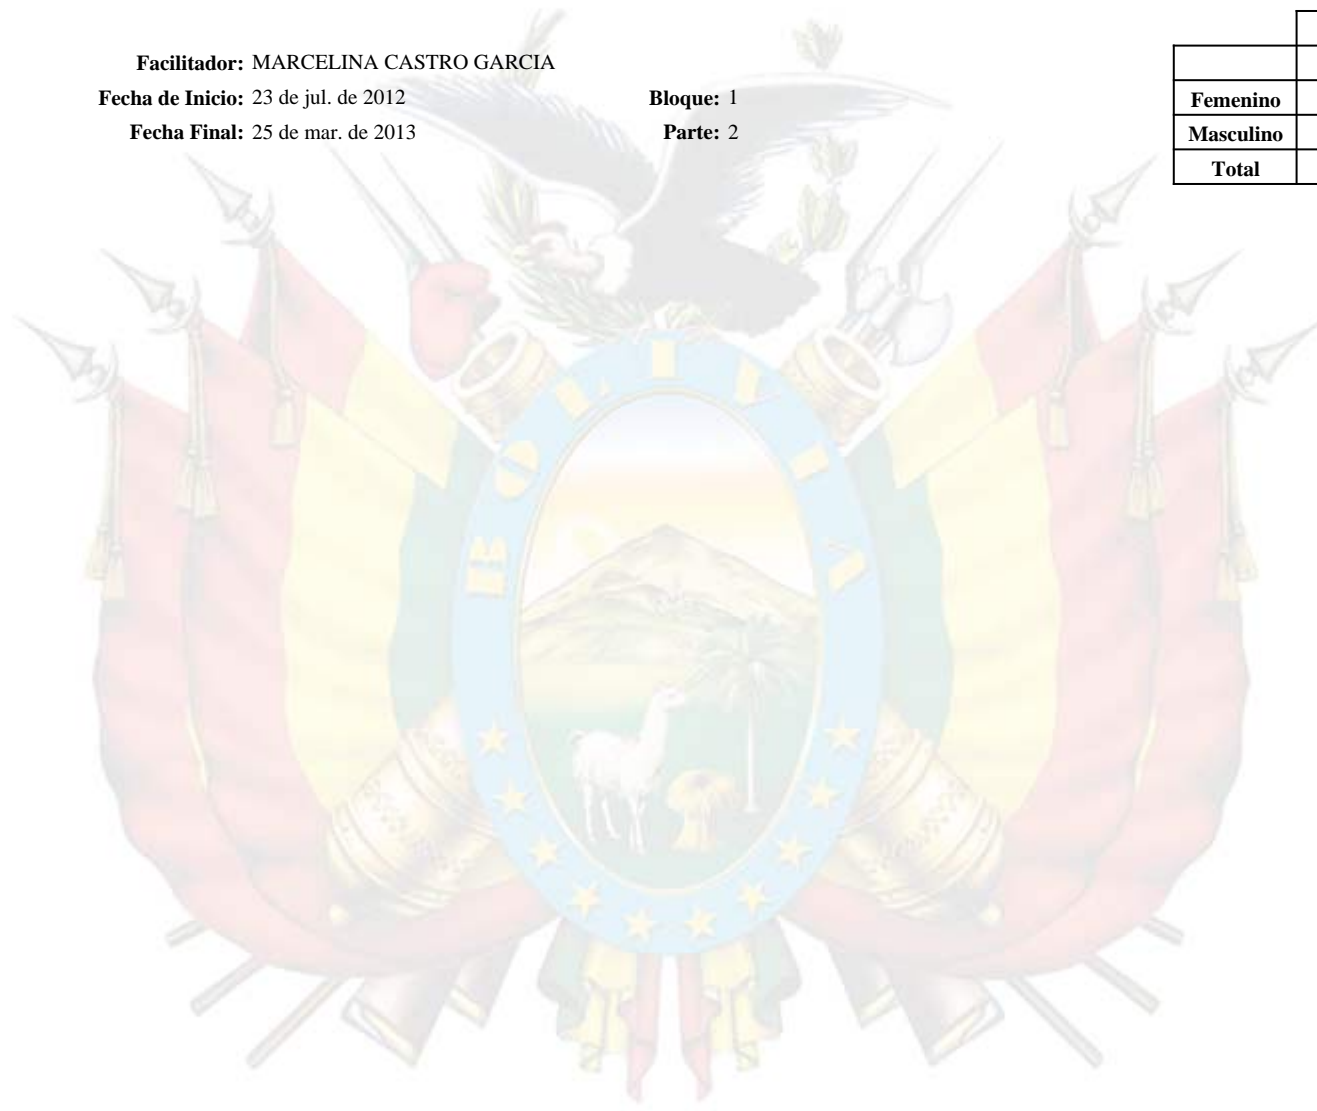 Facilitador: MARCELINA CASTRO GARCIA
Fecha de Inicio: 23 de jul. de 2012 Bloque: 1
Fecha Final: 25 de mar. de 2013 Parte: 2
Femenino
Masculino
Total
BOLIVIA